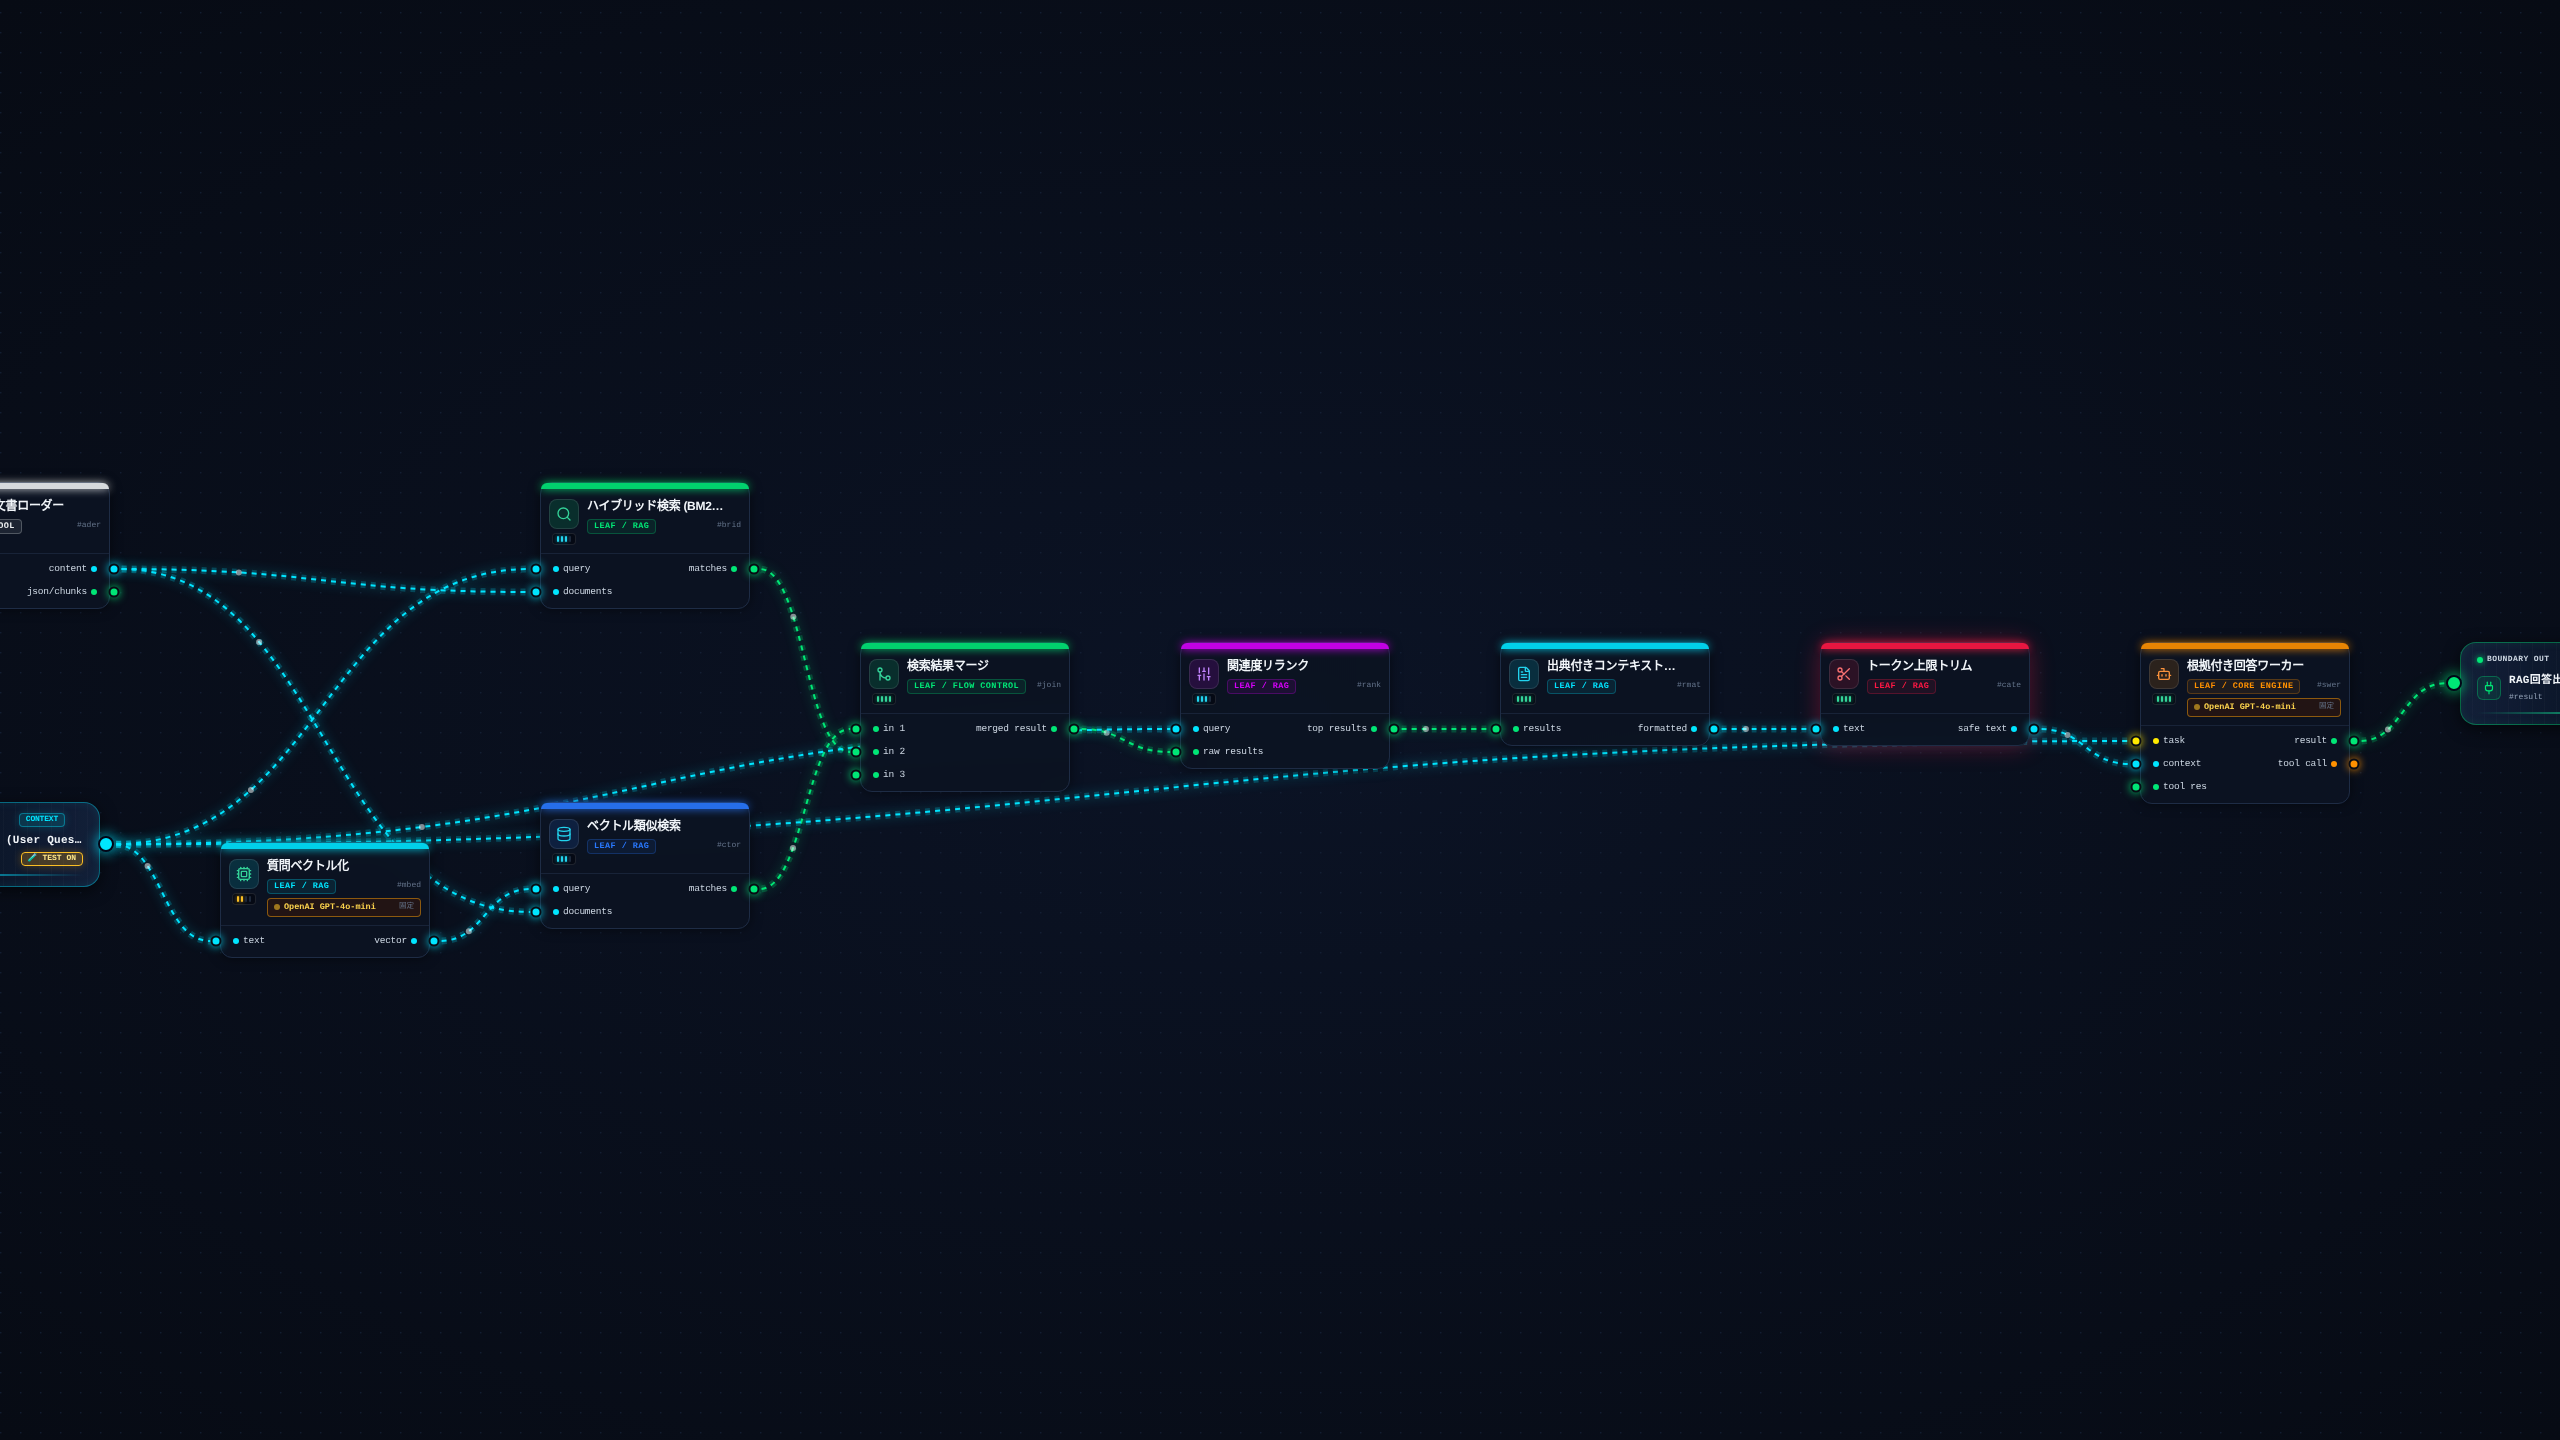 文書ローダー
OOL
#ader
content
json/chunks
CONTEXT
(User Ques…
TEST ON
質問ベクトル化
LEAF / RAG
#mbed
OpenAI GPT-4o-mini 固定
text
vector
ハイブリッド検索 (BM2…
LEAF / RAG
#brid
query
matches
documents
ベクトル類似検索
LEAF / RAG
#ctor
query
matches
documents
検索結果マージ
LEAF / FLOW CONTROL
#join
in 1
merged result
in 2
in 3
関連度リランク
LEAF / RAG
#rank
query
top results
raw results
出典付きコンテキスト…
LEAF / RAG
#rmat
results
formatted
トークン上限トリム
LEAF / RAG
#cate
text
safe text
根拠付き回答ワーカー
LEAF / CORE ENGINE
#swer
OpenAI GPT-4o-mini 固定
task
result
context
tool call
tool res
BOUNDARY OUT
RAG回答出
#result